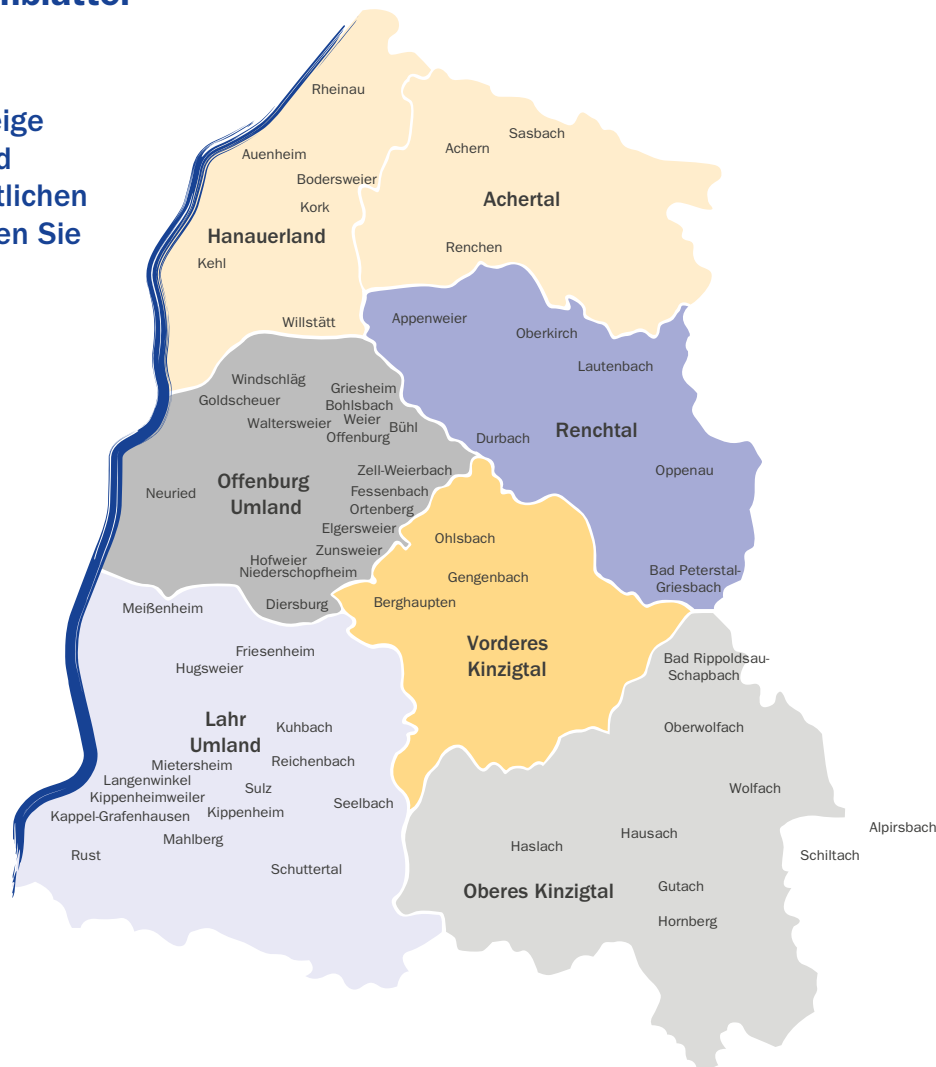 eige
d
tlichen
en Sie
Rheinau
Sasbach
Achern
Auenheim
Bodersweier
Achertal
Kork
Hanauerland
Renchen
Kehl
Willstätt
Appenweier
Oberkirch
Lautenbach
Windschläg
Griesheim
Goldscheuer
Bohlsbach
Waltersweier
Weier
Bühl
Offenburg
Durbach
Renchtal
Zell-Weierbach
Oppenau
Offenburg
Umland
Neuried
Fessenbach
Ortenberg
Elgersweier
Ohlsbach
Zunsweier
Hofweier
Niederschopfheim
Gengenbach
Bad Peterstal-
Griesbach
Diersburg
Berghaupten
Meißenheim
Vorderes
Kinzigtal
Friesenheim
Hugsweier
Bad Rippoldsau-
Schapbach
Lahr
Umland
Kuhbach
Oberwolfach
Mietersheim
Reichenbach
Langenwinkel
Sulz
Wolfach
Kippenheimweiler
Seelbach
Kappel-Grafenhausen
Kippenheim
Alpirsbach
Mahlberg
Hausach
Haslach
Rust
Schiltach
Schuttertal
Oberes Kinzigtal
Gutach
Hornberg